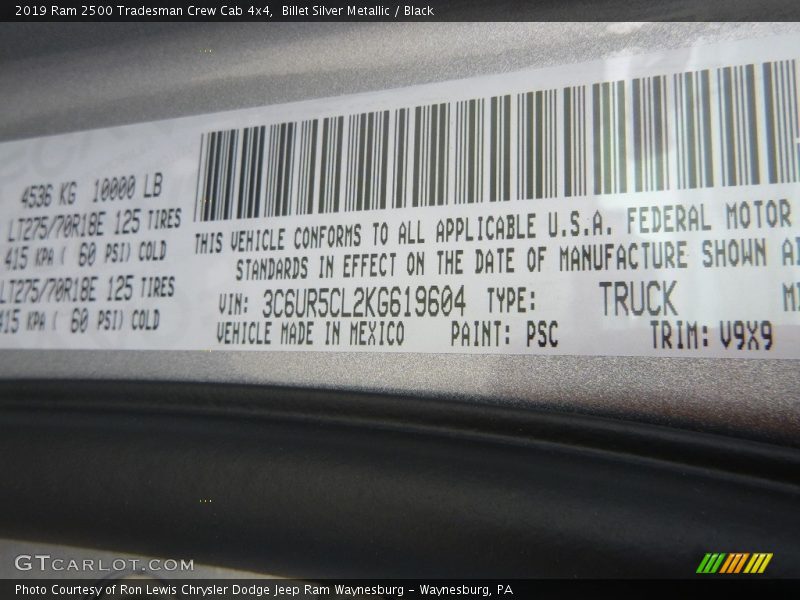 2019 Ram 2500 Tradesman Crew Cab 4x4,  Billet Silver Metallic / Black
4536 KG 10000 LB
LT275/70R18E 125 TIRES
415 KPA ( 60 PSI) COLD
LT275/70R18E 125 TIRES
415 KPA ( 60 PSI) COLD
THIS VEHICLE CONFORMS TO ALL APPLICABLE U.S.A. FEDERAL MOTOR
STANDARDS IN EFFECT ON THE DATE OF MANUFACTURE SHOWN
VIN: 3C6UR5CL2KG619604 TYPE: TRUCK
VEHICLE MADE IN MEXICO PAINT: PSC TRIM: V9X9
GTCARLOT.COM
Photo Courtesy of Ron Lewis Chrysler Dodge Jeep Ram Waynesburg – Waynesburg, PA